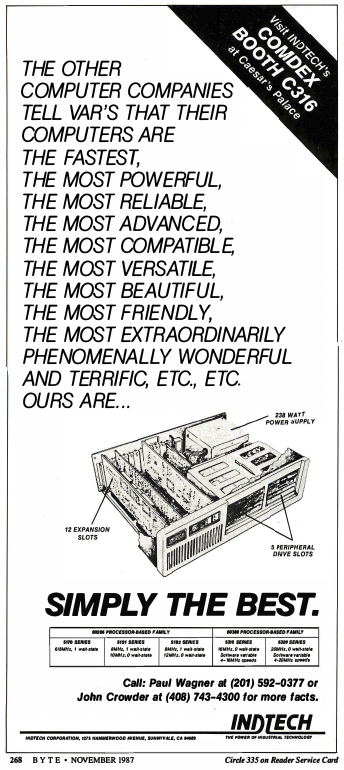 Visit INDTECH's
COMDEX
BOOTH C316
at Caesar's Palace
THE OTHER
COMPUTER COMPANIES
TELL VAR'S THAT THEIR
COMPUTERS ARE
THE FASTEST,
THE MOST POWERFUL,
THE MOST RELIABLE,
THE MOST ADVANCED,
THE MOST COMPATIBLE,
THE MOST VERSATILE,
THE MOST BEAUTIFUL,
THE MOST FRIENDLY,
THE MOST EXTRAORDINARILY
PHENOMENALLY WONDERFUL
AND TERRIFIC, ETC., ETC.
OURS ARE...
238 WATT
POWER SUPPLY
12 EXPANSION
SLOTS
5 PERIPHERAL
DRIVE SLOTS
SIMPLY THE BEST.
80286 PROCESSOR-BASED FAMILY
80386 PROCESSOR-BASED FAMILY
5170 SERIES
6/8MHz, 1 wait-state
5191 SERIES
8MHz, 1 wait-state
10MHz, 0 wait-state
5192 SERIES
8MHz, 1 wait-state
12MHz, 0 wait-state
16MHz, 0 wait-state
Software variable
4–16MHz speeds
20MHz, 0 wait-state
Software variable
4–20MHz speeds
Call: Paul Wagner at (201) 592-0377 or
John Crowder at (408) 743-4300 for more facts.
INDTECH
THE POWER OF INDUSTRIAL TECHNOLOGY
INDTECH CORPORATION, 1275 HAMMERWOOD AVENUE, SUNNYVALE, CA 94089
268 BYTE • NOVEMBER 1987
Circle 335 on Reader Service Card